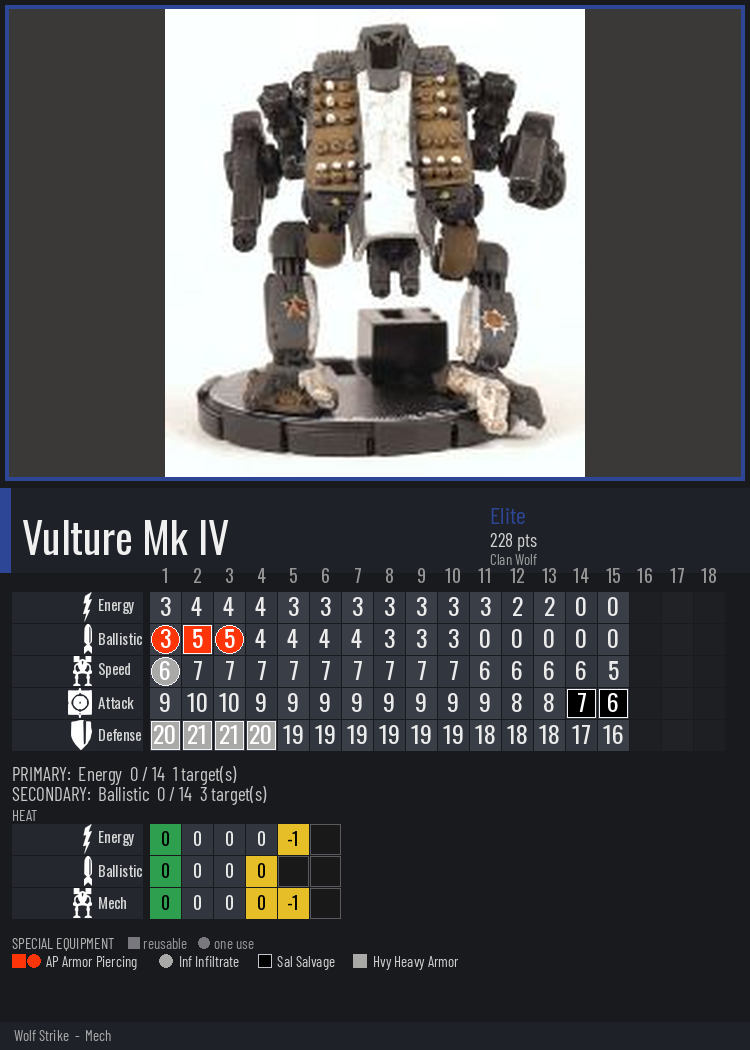 Vulture Mk IV
Elite
228 pts
Clan Wolf
1 2 3 4 5 6 7 8 9 10 11 12 13 14 15 16 17 18
Energy 3 4 4 4 3 3 3 3 3 3 3 2 2 0 0
Ballistic 3 5 5 4 4 4 4 3 3 3 0 0 0 0 0
Speed 6 7 7 7 7 7 7 7 7 7 6 6 6 6 5
Attack 9 10 10 9 9 9 9 9 9 9 9 8 8 7 6
Defense 20 21 21 20 19 19 19 19 19 19 18 18 18 17 16
PRIMARY: Energy 0 / 14 1 target(s)
SECONDARY: Ballistic 0 / 14 3 target(s)
HEAT
Energy 0 0 0 0 -1
Ballistic 0 0 0 0
Mech 0 0 0 0 -1
SPECIAL EQUIPMENT reusable one use
AP Armor Piercing Inf Infiltrate Sal Salvage Hvy Heavy Armor
Wolf Strike - Mech